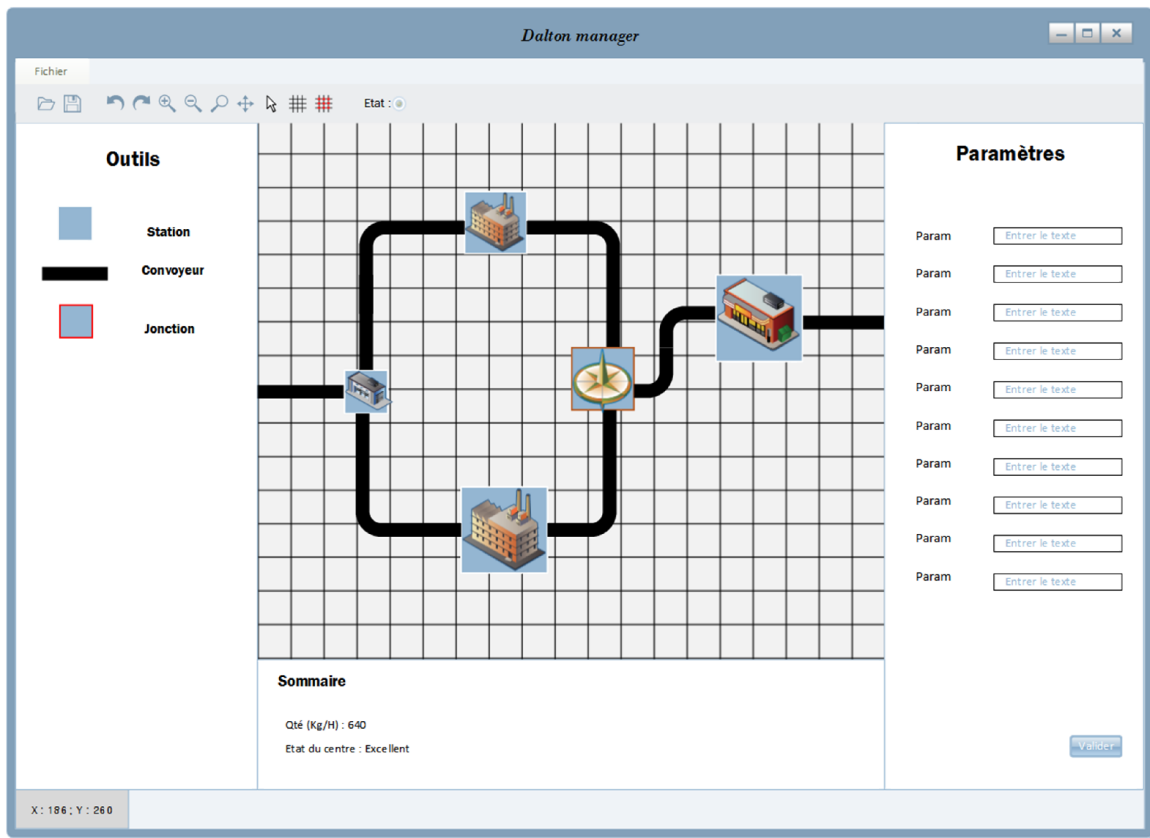 Dalton manager
Fichier
Etat :
Outils
Station
Convoyeur
Jonction
Paramètres
Param Entrer le texte
Param Entrer le texte
Param Entrer le texte
Param Entrer le texte
Param Entrer le texte
Param Entrer le texte
Param Entrer le texte
Param Entrer le texte
Param Entrer le texte
Param Entrer le texte
Valider
Sommaire
Qté (Kg/H) : 640
Etat du centre : Excellent
X : 186 ; Y : 260